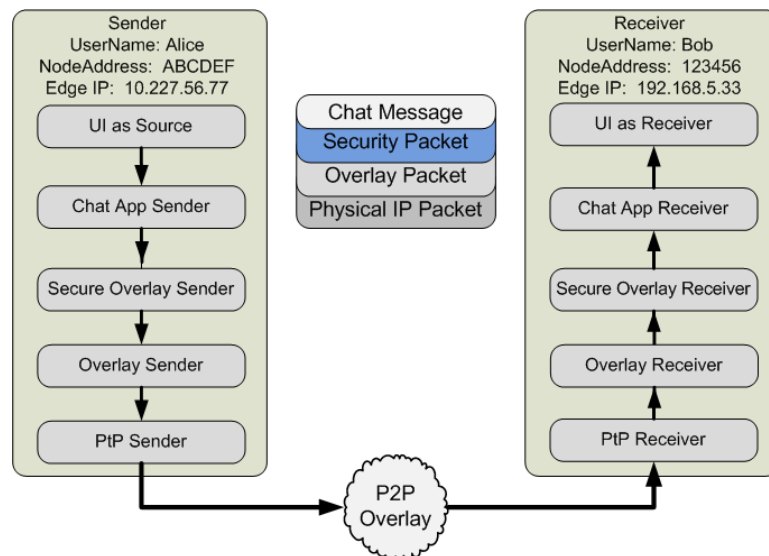 Sender
UserName: Alice
NodeAddress: ABCDEF
Edge IP: 10.227.56.77
UI as Source
Chat App Sender
Secure Overlay Sender
Overlay Sender
PtP Sender
Chat Message
Security Packet
Overlay Packet
Physical IP Packet
P2P
Overlay
Receiver
UserName: Bob
NodeAddress: 123456
Edge IP: 192.168.5.33
UI as Receiver
Chat App Receiver
Secure Overlay Receiver
Overlay Receiver
PtP Receiver